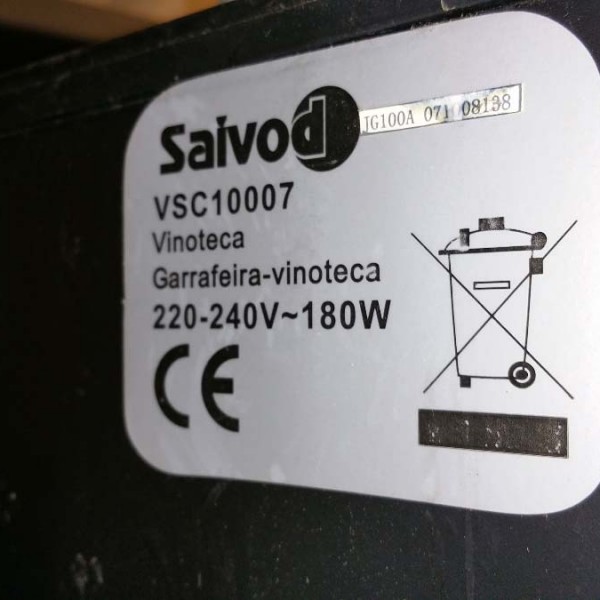 Saivod
JG100A 071 08138
VSC10007
Vinoteca
Garrafeira-vinoteca
220-240V~180W
CE